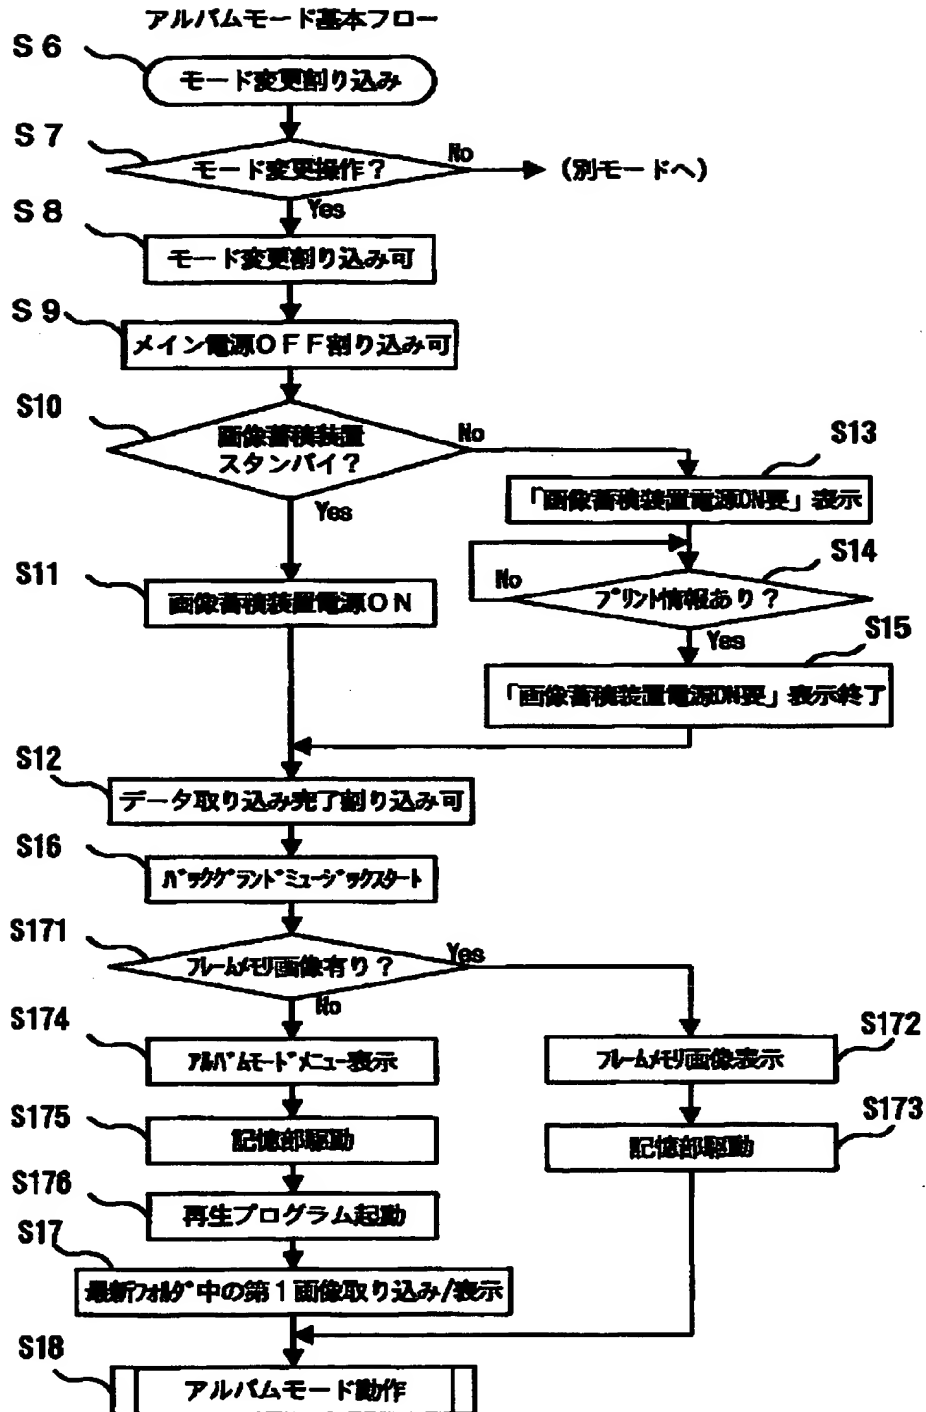 アルバムモード基本フロー
S6
モード変更割り込み
S7
モード変更操作?
No
(別モードへ)
Yes
S8
モード変更割り込み可
S9
メイン電源OFF割り込み可
S10
画像蓄積装置
スタンバイ?
No
Yes
S13
「画像蓄積装置電源ON要」表示
S14
プリント情報あり?
No
Yes
S11
画像蓄積装置電源ON
S15
「画像蓄積装置電源ON要」表示終了
S12
データ取り込み完了割り込み可
S16
バックグランドミュージックスタート
S171
フレームメモリ画像有り?
Yes
No
S174
アルバムモードメニュー表示
S172
フレームメモリ画像表示
S175
記憶部駆動
S173
記憶部駆動
S176
再生プログラム起動
S17
最新フォルダ中の第1画像取り込み/表示
S18
アルバムモード動作